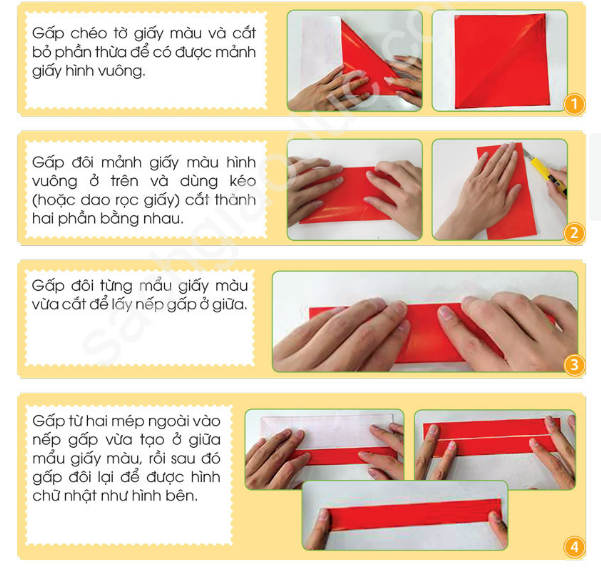 Gấp chéo tờ giấy màu và cắt
bỏ phần thừa để có được mảnh
giấy hình vuông.
1
Gấp đôi mảnh giấy màu hình
vuông ở trên và dùng kéo
(hoặc dao rọc giấy) cắt thành
hai phần bằng nhau.
2
Gấp đôi từng mẩu giấy màu
vừa cắt để lấy nếp gấp ở giữa.
3
Gấp từ hai mép ngoài vào
nếp gấp vừa tạo ở giữa
mẩu giấy màu, rồi sau đó
gấp đôi lại để được hình
chữ nhật như hình bên.
4